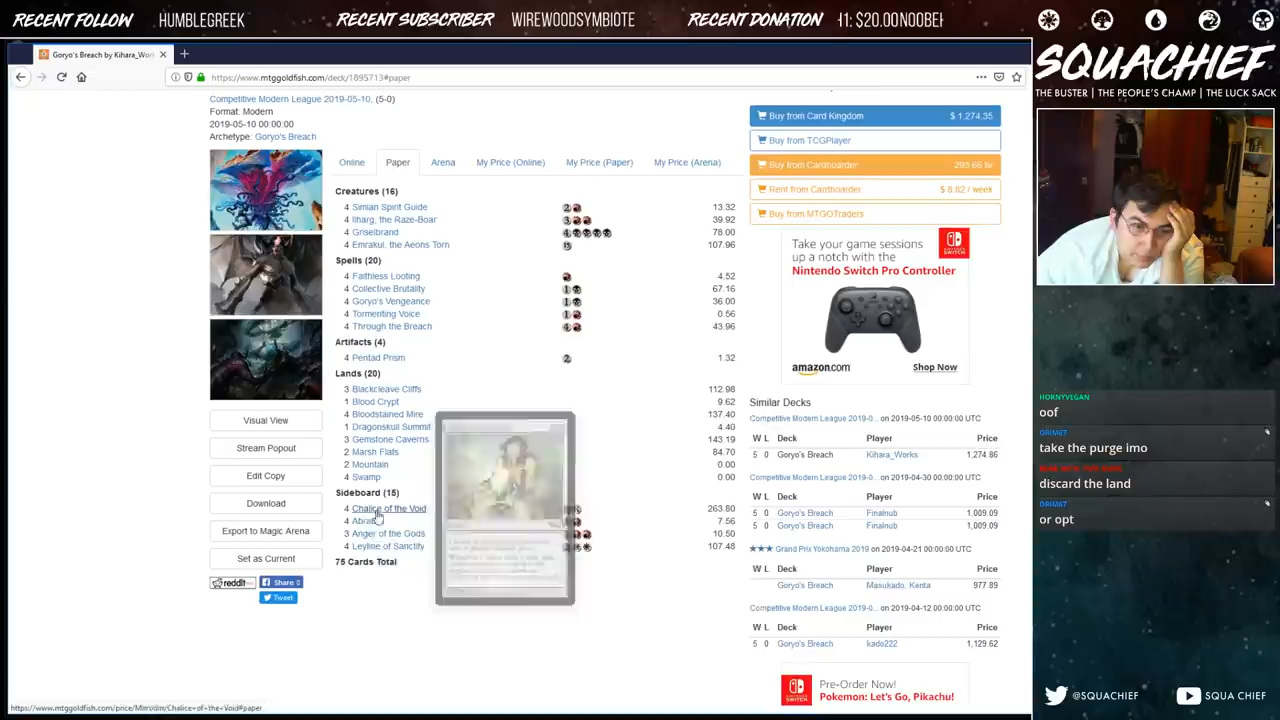 RECENT FOLLOW HUMBLEGREEK RECENT SUBSCRIBER WIREWOODSYMBIOTE RECENT DONATION $20.00
SQUACHIEF
THE BUSTER | THE PEOPLE'S CHAMP | THE LUCK SACK
Goryo's Breach by Kihara_Work
https://www.mtggoldfish.com/deck/1895713#paper
Competitive Modern League 2019-05-10, (5-0)
Format: Modern
2019-05-10 00:00:00
Archetype: Goryo's Breach
Online Paper Arena My Price (Online) My Price (Paper) My Price (Arena)
Creatures (16)
4 Simian Spirit Guide 13.32
4 Ilharg, the Raze-Boar 39.92
4 Griselbrand 78.00
4 Emrakul, the Aeons Torn 107.96
Spells (20)
4 Faithless Looting 4.52
4 Collective Brutality 67.16
4 Goryo's Vengeance 36.00
4 Tormenting Voice 0.56
4 Through the Breach 43.96
Artifacts (4)
4 Pentad Prism 1.32
Lands (20)
3 Blackcleave Cliffs 112.98
1 Blood Crypt 9.62
4 Bloodstained Mire 137.40
1 Dragonskull Summit 4.40
3 Gemstone Caverns 143.19
2 Marsh Flats 84.70
2 Mountain 0.00
4 Swamp 0.00
Sideboard (15)
4 Chalice of the Void 263.80
4 7.56
3 Anger of the Gods 10.50
4 Leyline of Sanctity 107.48
75 Cards Total
Visual View
Stream Popout
Edit Copy
Download
Export to Magic Arena
Set as Current
reddit Share 0
Tweet
Buy from Card Kingdom $ 1,274.35
Buy from TCGPlayer
Buy from Cardhoarder 293.66 tix
Rent from Cardhoarder $ 8.82 / week
Buy from MTGOTraders
Take your game sessions
up a notch with the
Nintendo Switch Pro Controller
amazon.com Shop Now
Similar Decks
Competitive Modern League 2019-0... on 2019-05-10 00:00:00 UTC
W L Deck Player Price
5 0 Goryo's Breach Kihara_Works $ 1,274.86
Competitive Modern League 2019-0... on 2019-04-30 00:00:00 UTC
W L Deck Player Price
5 0 Goryo's Breach Finalnub $ 1,009.09
5 0 Goryo's Breach Finalnub $ 1,009.09
Grand Prix Yokohama 2019 on 2019-04-21 00:00:00 UTC
W L Deck Player Price
Goryo's Breach Masukado, Kenta $ 977.89
Competitive Modern League 2019-0... on 2019-04-12 00:00:00 UTC
W L Deck Player Price
5 0 Goryo's Breach kado222 $ 1,129.62
Pre-Order Now!
Pokemon: Let's Go, Pikachu!
HORNYVEGAN
oof
ORIM67
take the purge imo
discard the land
ORIM67
or opt
@SQUACHIEF SQUA CHIEF
https://www.mtggoldfish.com/price/Mirrodin/Chalice+of+the+Void#paper